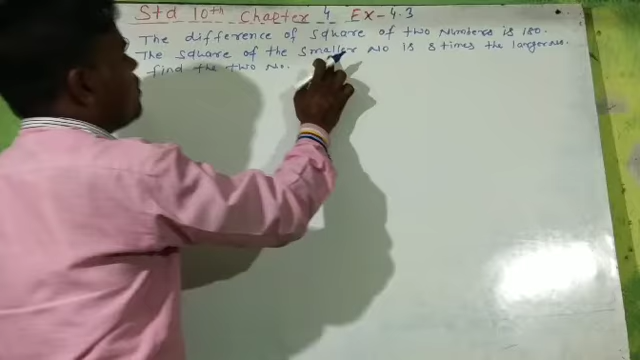 Std 10th Chapter 4 Ex-4.3
The difference of square of two numbers is 180.
The square of the smaller no is 8 times the larger no.
find the two no.